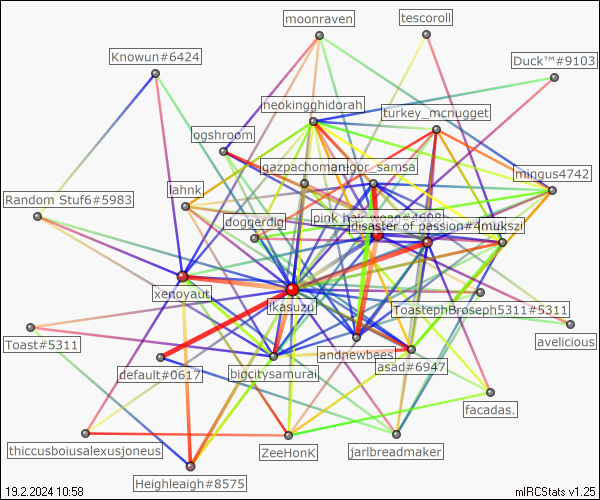 moonraven
tescoroll
Knowun#6424
Duck™#9103
neokingghidorah
turkey_mcnugget
ogshroom
gazpachoman
igor_samsa
mingus4742
lahnk
Random Stuf6#5983
doggerdig
pink hair woad#4608
disaster of passion#4
mukszi
xenoyaut
ikasuzu
ToastephBroseph5311#5311
Toast#5311
avelicious
andnewbees
default#0617
bigcitysamurai
asad#6947
facadas.
thiccusboiusalexusjoneus
ZeeHonK
jarlbreadmaker
Heighleaigh#8575
19.2.2024 10:58
mIRCStats v1.25